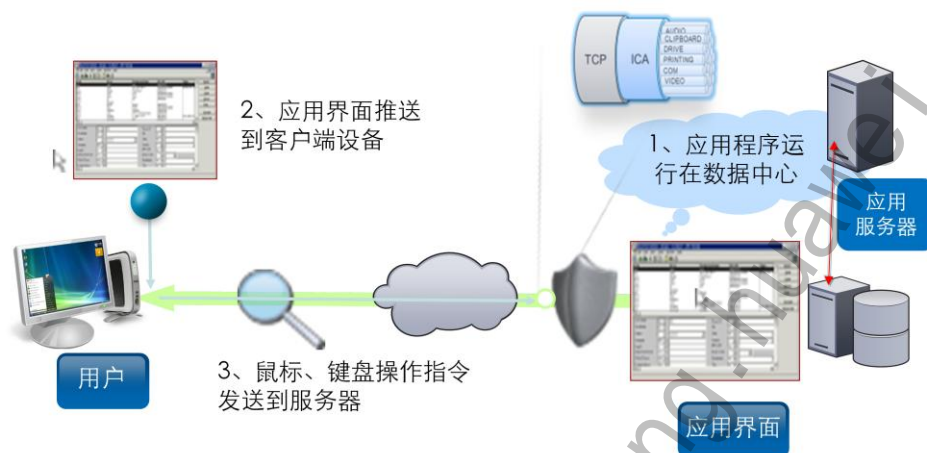 TCP
ICA
AUDIO
CLIPBOARD
DRIVE
PRINTING
COM
VIDEO
2、应用界面推送
到客户端设备
1、应用程序运
行在数据中心
应用
服务器
用户
3、鼠标、键盘操作指令
发送到服务器
应用界面
ng.huawei